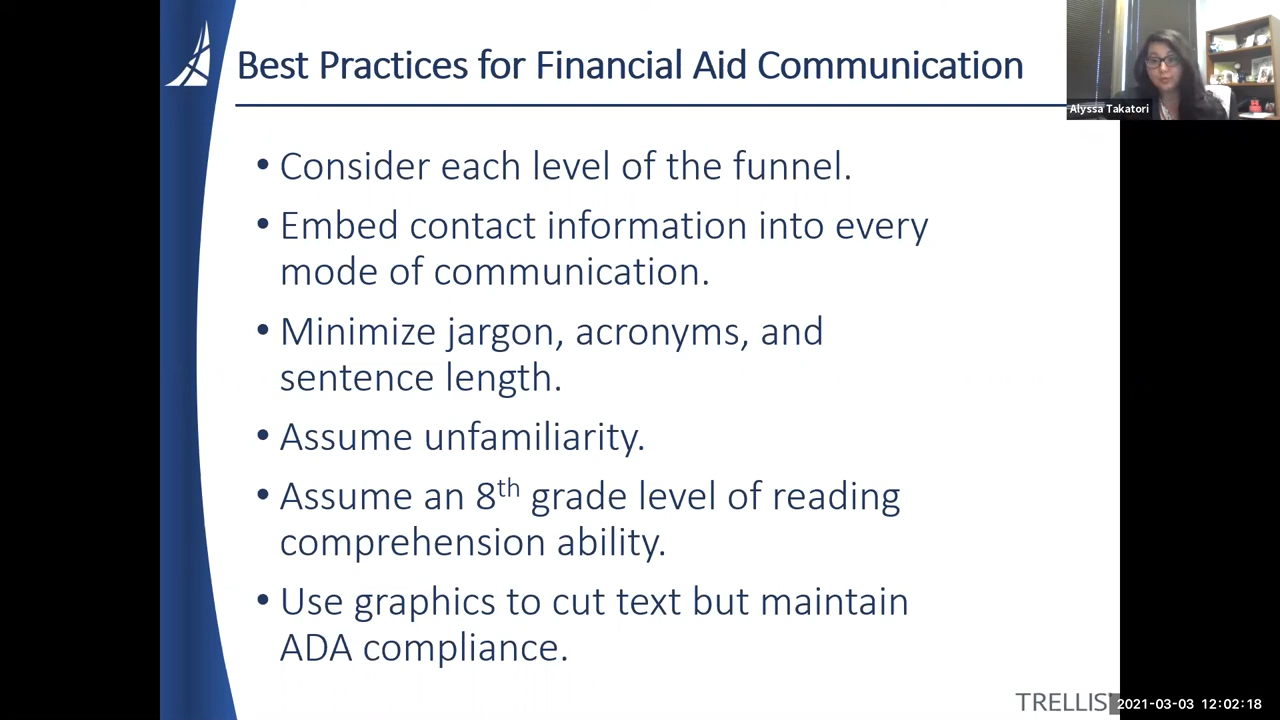 Best Practices for Financial Aid Communication
Alyssa Takatori
• Consider each level of the funnel.
• Embed contact information into every
mode of communication.
• Minimize jargon, acronyms, and
sentence length.
• Assume unfamiliarity.
• Assume an 8th grade level of reading
comprehension ability.
• Use graphics to cut text but maintain
ADA compliance.
TRELLIS
2021-03-03 12:02:18